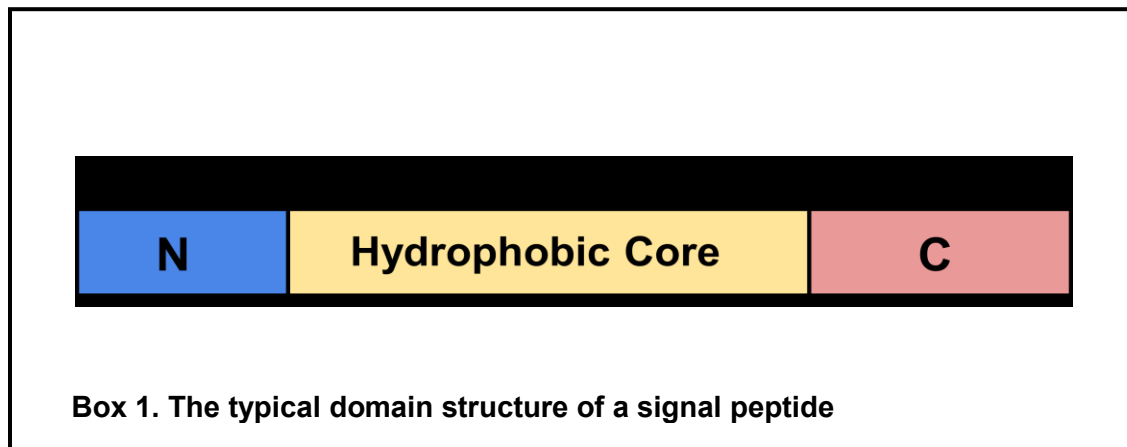 N Hydrophobic Core C
Box 1. The typical domain structure of a signal peptide